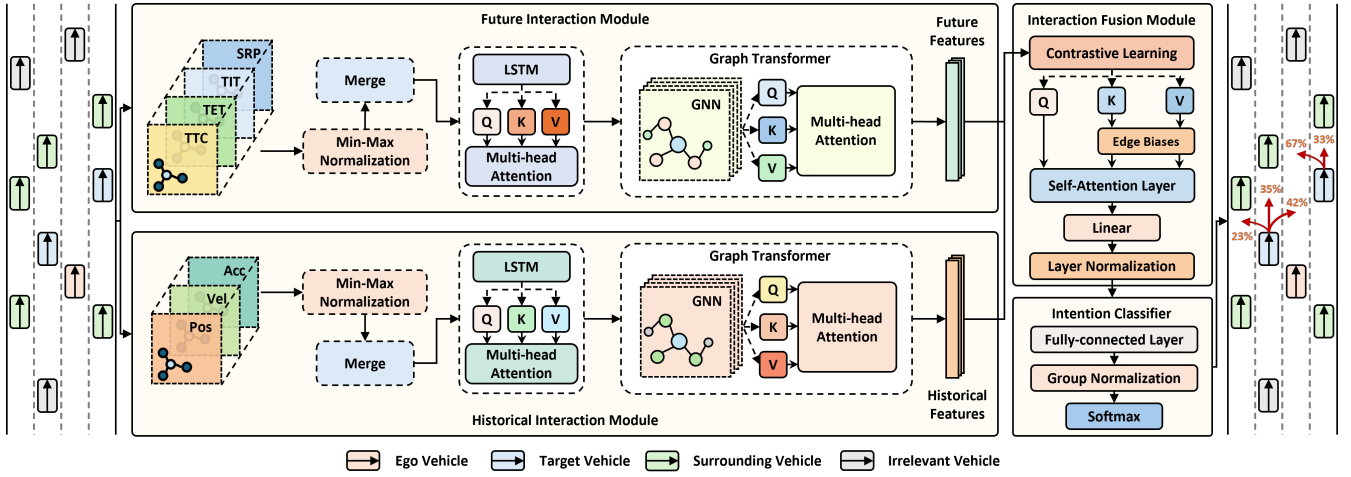 Future Interaction Module
SRP
TIT
TET
TTC
Merge
Min-Max
Normalization
LSTM
Q
K
V
Multi-head
Attention
Graph Transformer
GNN
Q
K
V
Multi-head
Attention
Future
Features
Historical Interaction Module
Acc
Vel
Pos
Min-Max
Normalization
Merge
LSTM
Q
K
V
Multi-head
Attention
Graph Transformer
GNN
Q
K
V
Multi-head
Attention
Historical
Features
Interaction Fusion Module
Contrastive Learning
Q
K
V
Edge Biases
Self-Attention Layer
Linear
Layer Normalization
Intention Classifier
Fully-connected Layer
Group Normalization
Softmax
67%
33%
35%
42%
23%
Ego Vehicle
Target Vehicle
Surrounding Vehicle
Irrelevant Vehicle